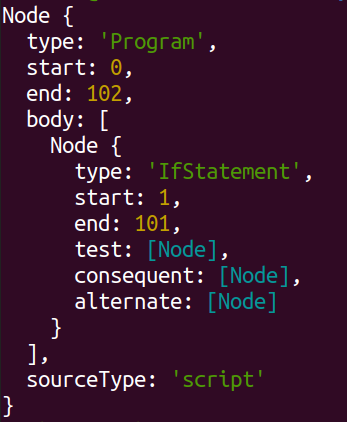 Node {
  type: 'Program',
  start: 0,
  end: 102,
  body: [
    Node {
      type: 'IfStatement',
      start: 1,
      end: 101,
      test: [Node],
      consequent: [Node],
      alternate: [Node]
    }
  ],
  sourceType: 'script'
}